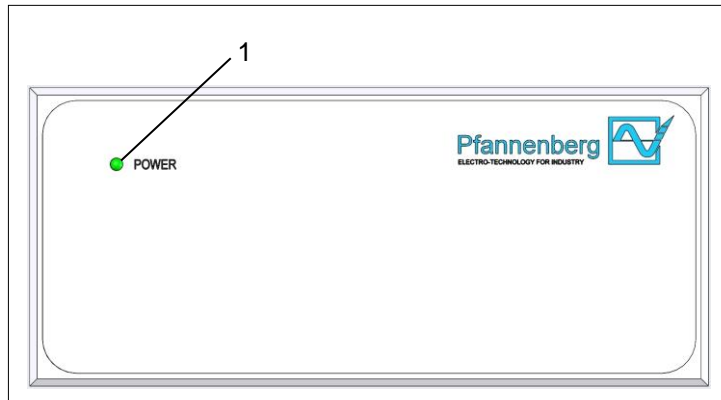 1
POWER
Pfannenberg
ELECTRO-TECHNOLOGY FOR INDUSTRY